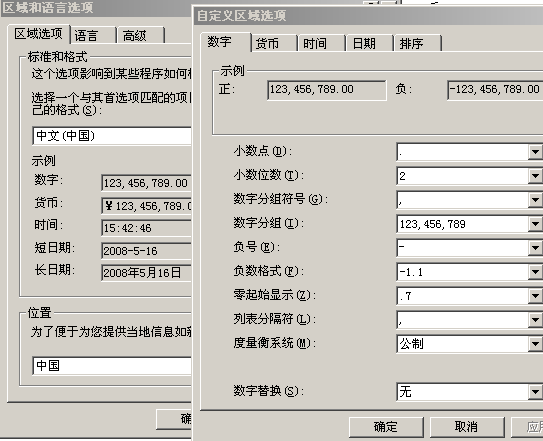 区域和语言选项
区域选项 语言 高级
标准和格式
这个选项影响到某些程序如何
选择一个与其首选项匹配的项
己的格式(S):
中文(中国)
示例
数字: 123,456,789.00
货币: ¥123,456,789.0
时间: 15:42:46
短日期: 2008-5-16
长日期: 2008年5月16日
位置
为了便于为您提供当地信息如
中国
自定义区域选项
数字 货币 时间 日期 排序
示例
正: 123,456,789.00 负: -123,456,789.00
小数点(D): .
小数位数(T): 2
数字分组符号(G): ,
数字分组(I): 123,456,789
负号(E): -
负数格式(F): -1.1
零起始显示(Z): .7
列表分隔符(L): ,
度量衡系统(M): 公制
数字替换(S): 无
确定 取消